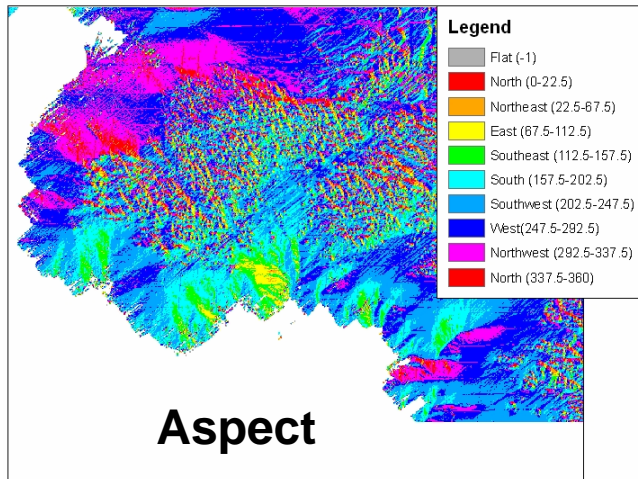 Legend
Flat (-1)
North (0-22.5)
Northeast (22.5-67.5)
East (67.5-112.5)
Southeast (112.5-157.5)
South (157.5-202.5)
Southwest (202.5-247.5)
West(247.5-292.5)
Northwest (292.5-337.5)
North (337.5-360)
Aspect